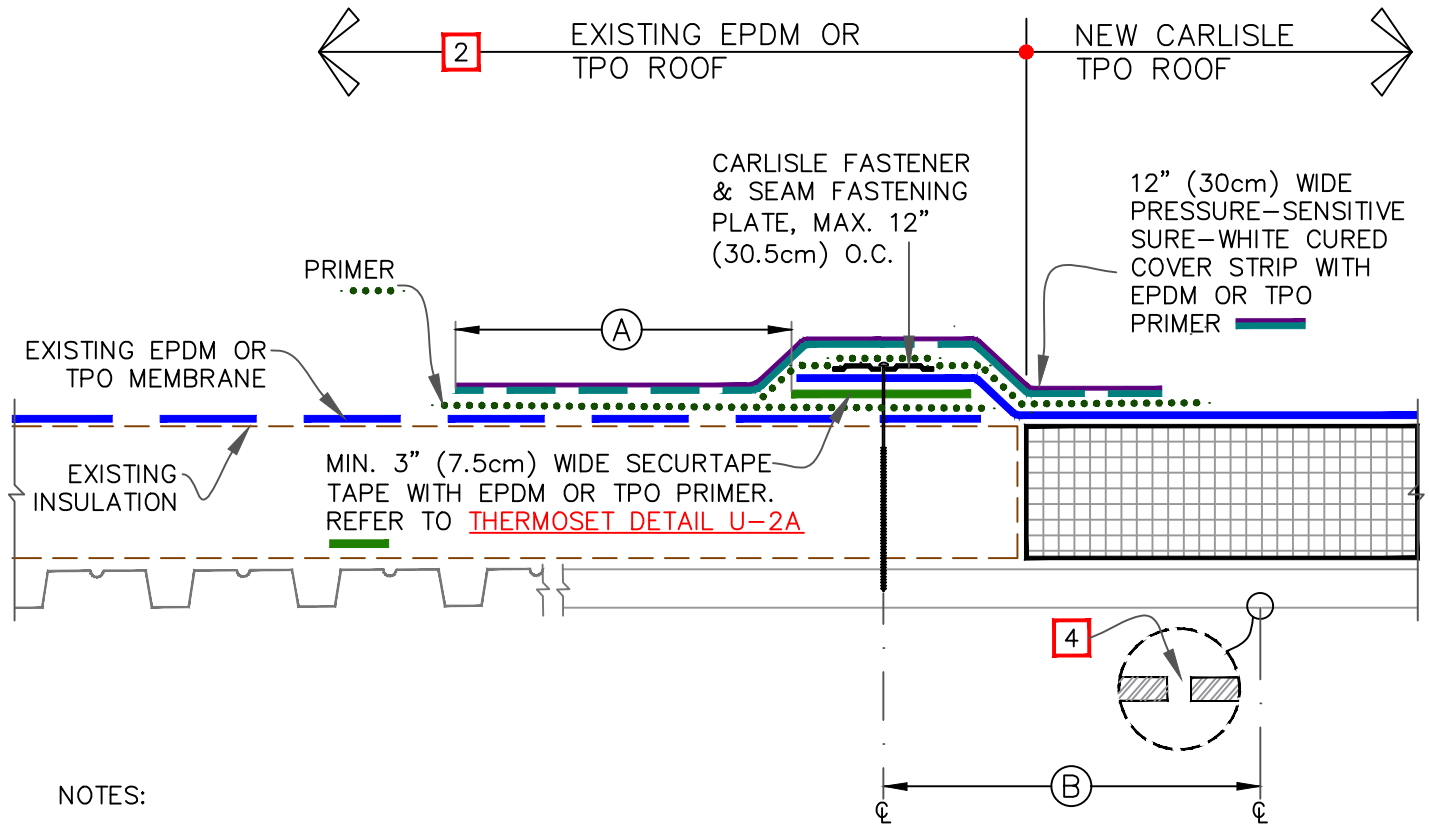 2
EXISTING EPDM OR
TPO ROOF
NEW CARLISLE
TPO ROOF
CARLISLE FASTENER
& SEAM FASTENING
PLATE, MAX. 12”
(30.5cm) O.C.
12” (30cm) WIDE
PRESSURE–SENSITIVE
SURE–WHITE CURED
COVER STRIP WITH
EPDM OR TPO
PRIMER
PRIMER
A
EXISTING EPDM OR
TPO MEMBRANE
EXISTING
INSULATION
MIN. 3” (7.5cm) WIDE SECURTAPE
TAPE WITH EPDM OR TPO PRIMER.
REFER TO THERMOSET DETAIL U–2A
4
B
℄
℄
NOTES: